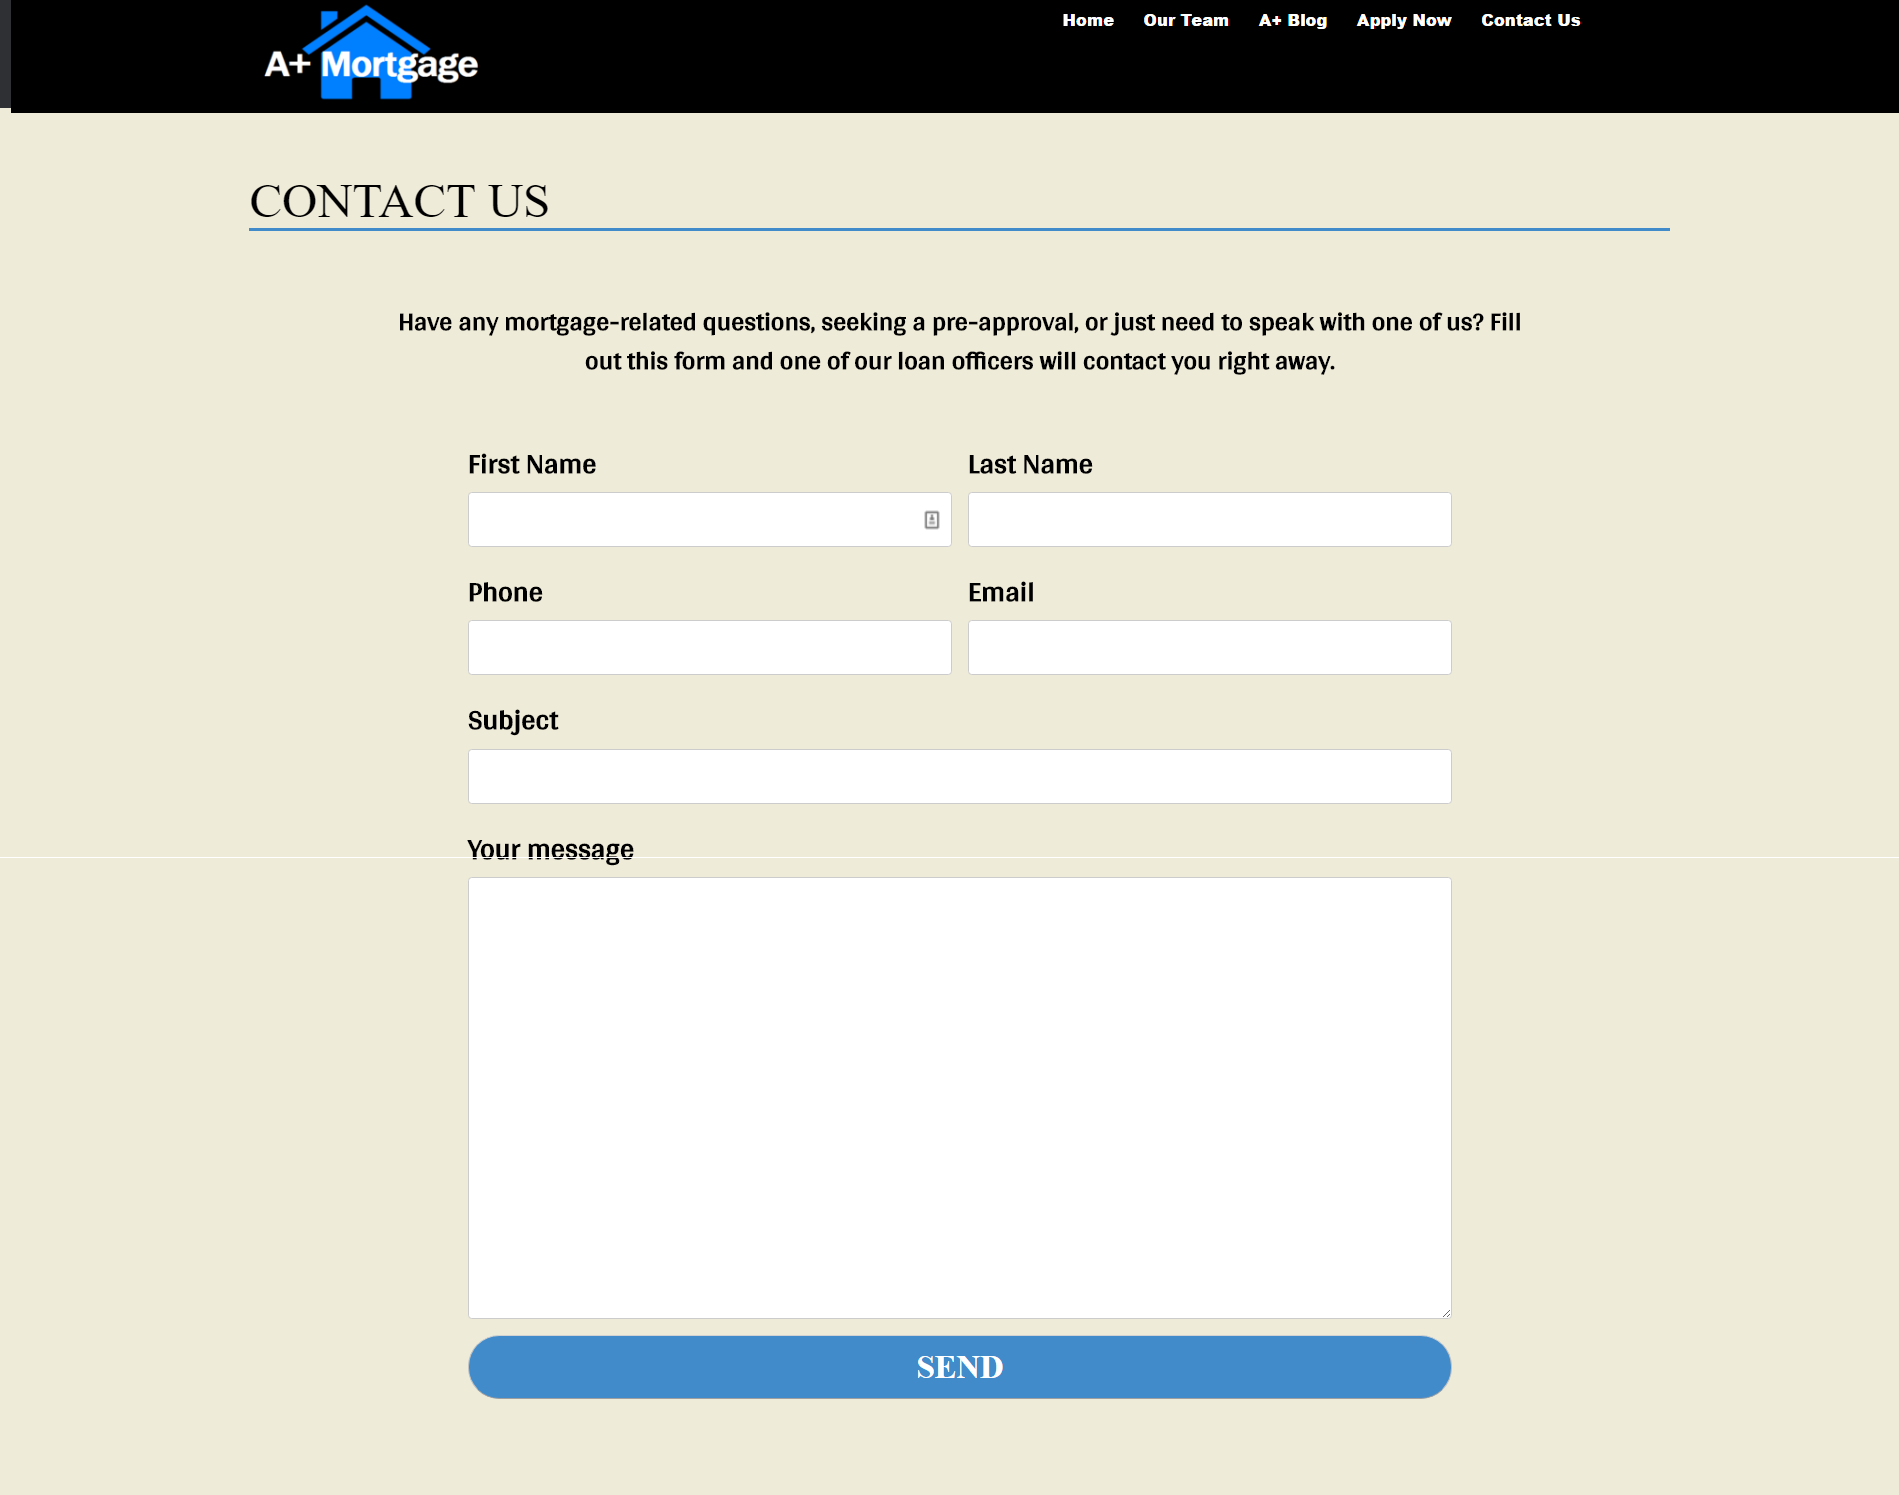 A+ Mortgage
Home Our Team A+ Blog Apply Now Contact Us
CONTACT US
Have any mortgage-related questions, seeking a pre-approval, or just need to speak with one of us? Fill
out this form and one of our loan officers will contact you right away.
First Name Last Name
Phone Email
Subject
Your message
SEND